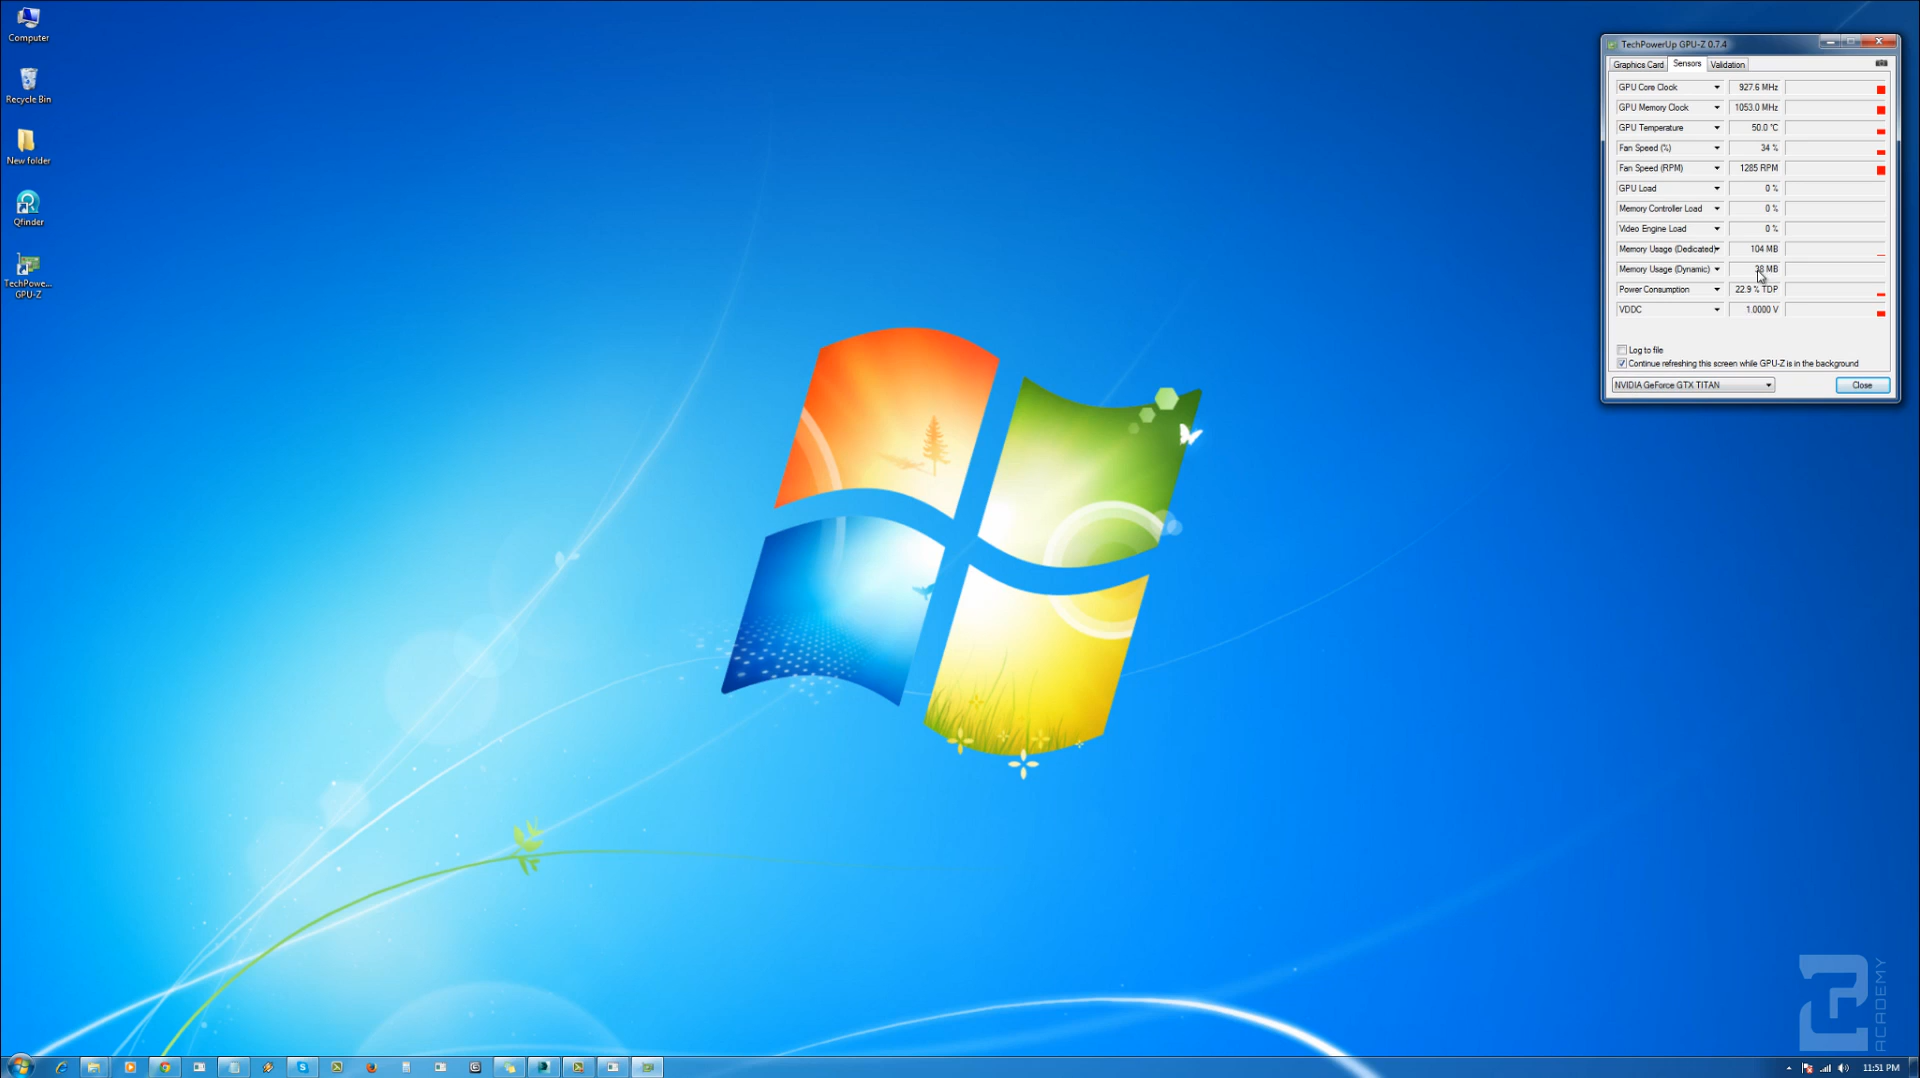 Computer
Recycle Bin
New folder
Qfinder
TechPowe...
GPU-Z
TechPowerUp GPU-Z 0.7.4
Graphics Card Sensors Validation
GPU Core Clock 927.6 MHz
GPU Memory Clock 1053.0 MHz
GPU Temperature 50.0 °C
Fan Speed (%) 34 %
Fan Speed (RPM) 1285 RPM
GPU Load 0 %
Memory Controller Load 0 %
Video Engine Load 0 %
Memory Usage (Dedicated) 104 MB
Memory Usage (Dynamic) 38 MB
Power Consumption 22.9 % TDP
VDDC 1.0000 V
Log to file
Continue refreshing this screen while GPU-Z is in the background
NVIDIA GeForce GTX TITAN Close
ACADEMY
11:51 PM